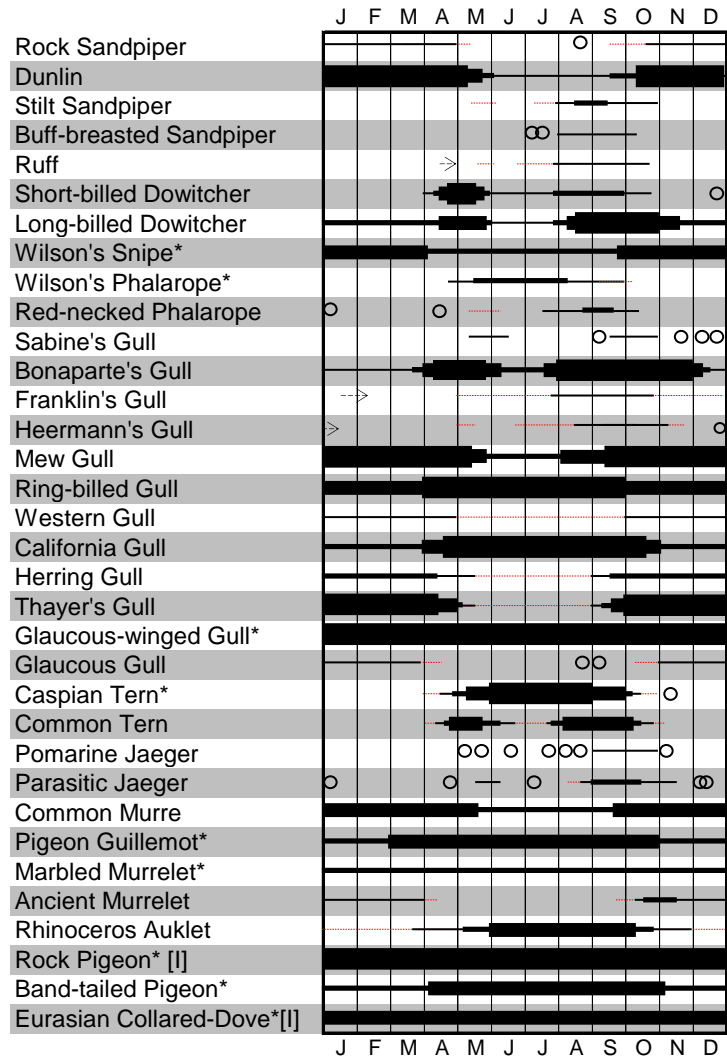 J F M A M J J A S O N D
Rock Sandpiper
Dunlin
Stilt Sandpiper
Buff-breasted Sandpiper
Ruff
Short-billed Dowitcher
Long-billed Dowitcher
Wilson's Snipe*
Wilson's Phalarope*
Red-necked Phalarope
Sabine's Gull
Bonaparte's Gull
Franklin's Gull
Heermann's Gull
Mew Gull
Ring-billed Gull
Western Gull
California Gull
Herring Gull
Thayer's Gull
Glaucous-winged Gull*
Glaucous Gull
Caspian Tern*
Common Tern
Pomarine Jaeger
Parasitic Jaeger
Common Murre
Pigeon Guillemot*
Marbled Murrelet*
Ancient Murrelet
Rhinoceros Auklet
Rock Pigeon* [I]
Band-tailed Pigeon*
Eurasian Collared-Dove*[I]
J F M A M J J A S O N D